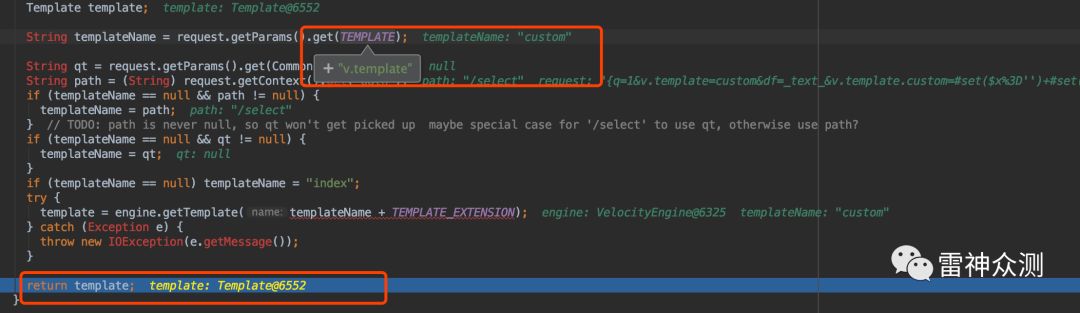 Template template;  template: Template@6552
String templateName = request.getParams().get(TEMPLATE);  templateName: "custom"
+ "v.template"
String qt = request.getParams().get(Common null
String path = (String) request.getContext( path: "/select"  request: '{q=1&v.template=custom&df=_text_&v.template.custom=#set($x%3D'')+#set
if (templateName == null && path != null) {
templateName = path;  path: "/select"
}  // TODO: path is never null, so qt won't get picked up  maybe special case for '/select' to use qt, otherwise use path?
if (templateName == null && qt != null) {
templateName = qt;  qt: null
}
if (templateName == null) templateName = "index";
try {
template = engine.getTemplate( name: templateName + TEMPLATE_EXTENSION);  engine: VelocityEngine@6325  templateName: "custom"
} catch (Exception e) {
throw new IOException(e.getMessage());
}
return template;  template: Template@6552
}
雷神众测